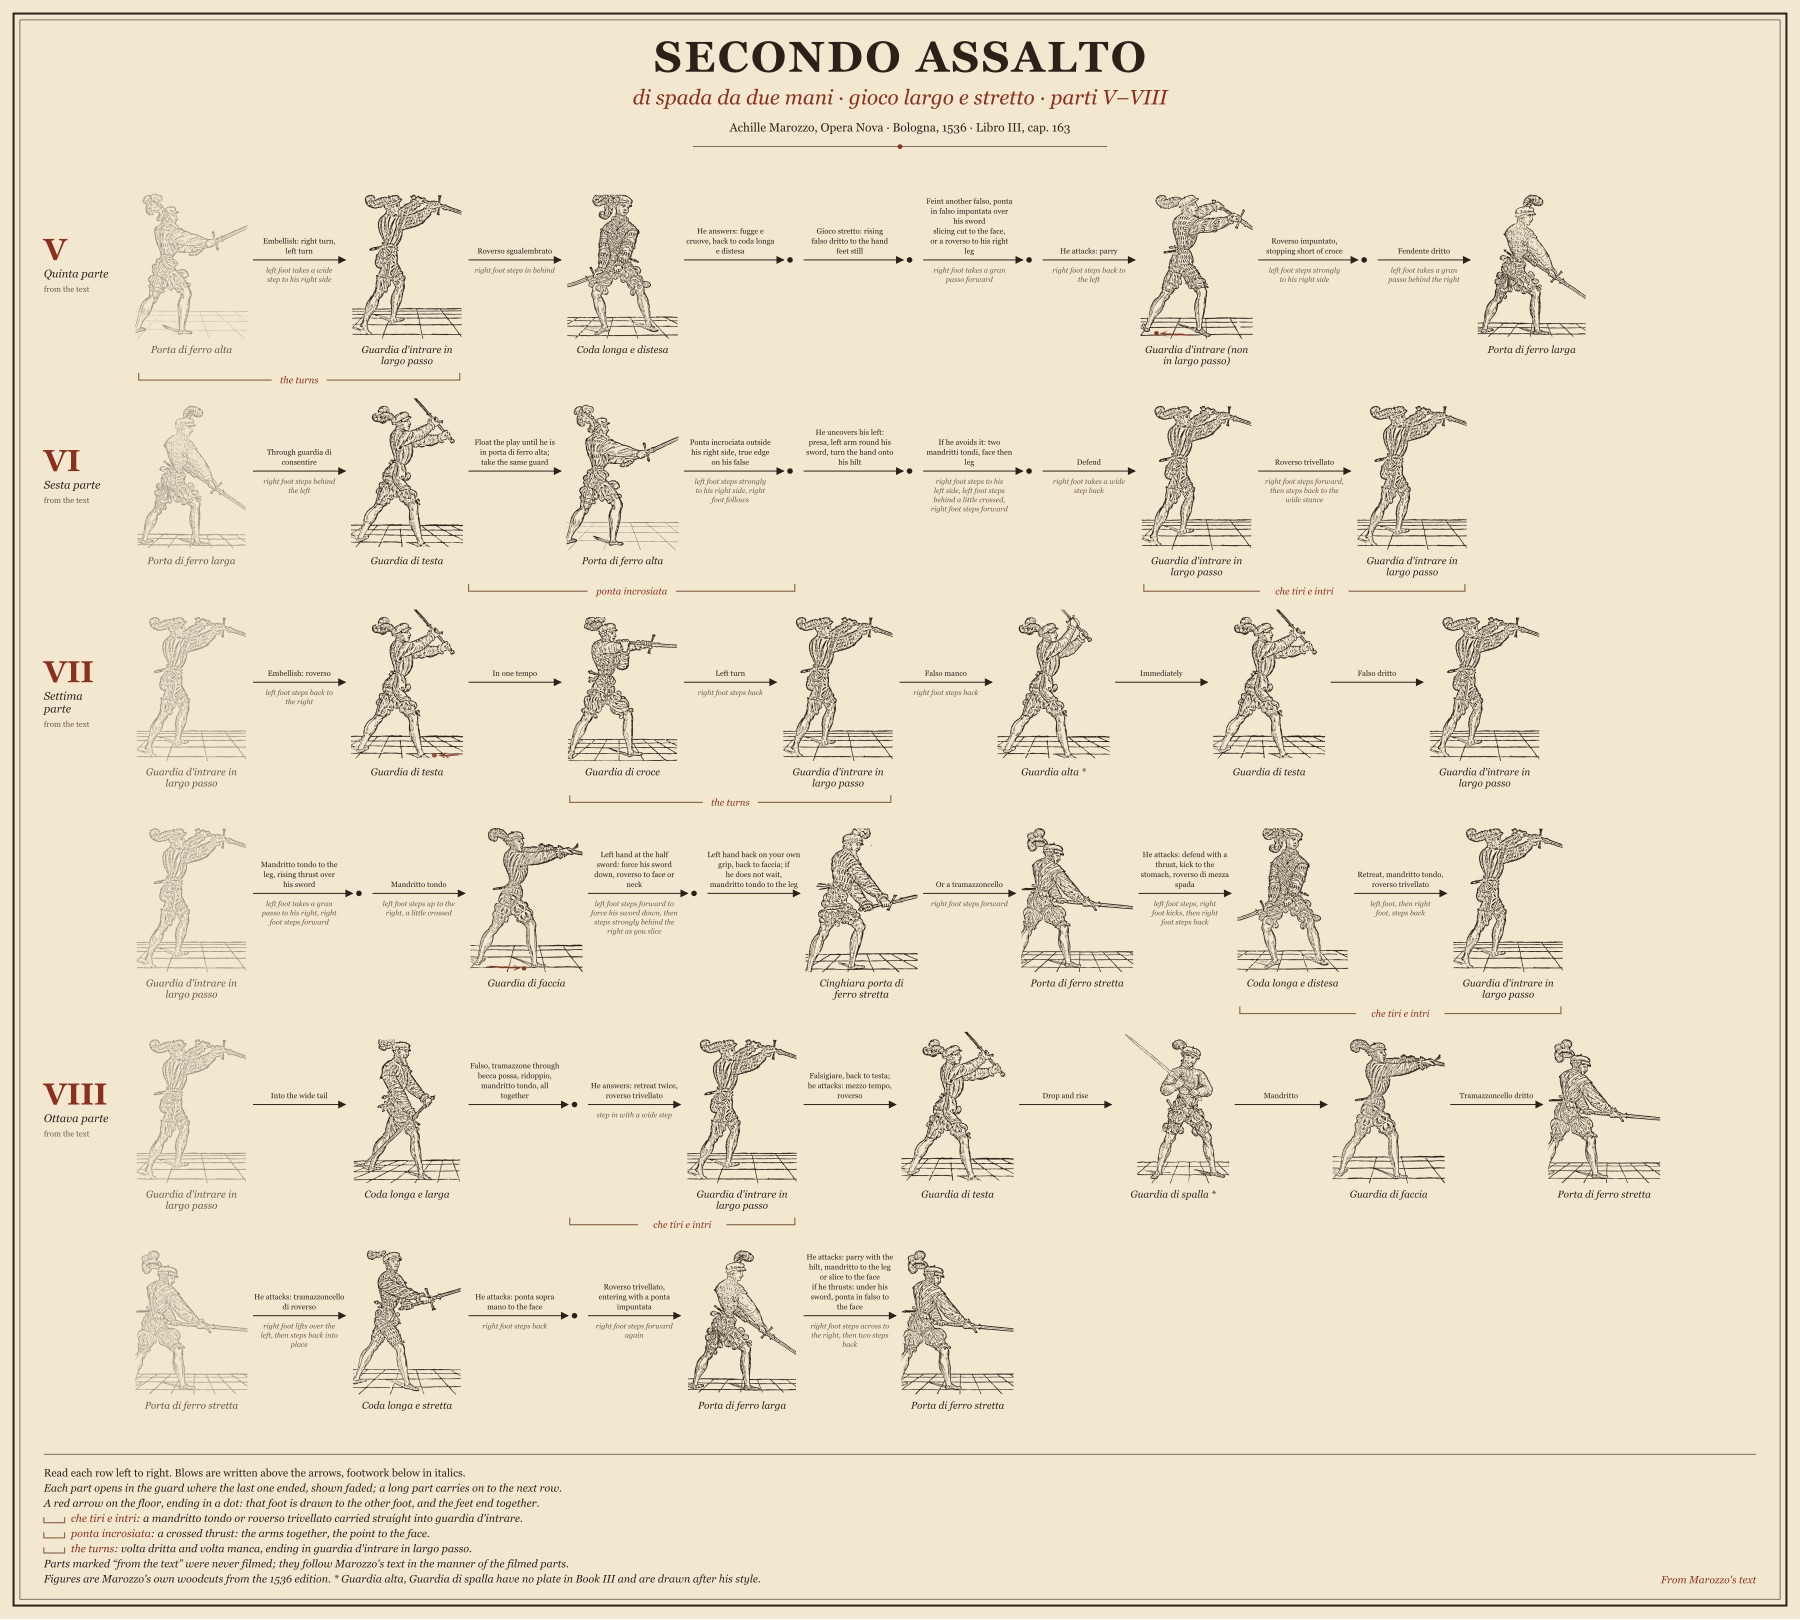 SECONDO ASSALTO
di spada da due mani · gioco largo e stretto · parti V–VIII
Achille Marozzo, Opera Nova · Bologna, 1536 · Libro III, cap. 163
V
Quinta parte
from the text
Porta di ferro alta
Embellish: right turn,
left turn
left foot takes a wide
step to his right side
Guardia d'intrare in
largo passo
Roverso sgualembrato
right foot steps in behind
Coda longa e distesa
He answers: fugge e
cruove, back to coda longa
e distesa
Gioco stretto: rising
falso dritto to the hand
feet still
Feint another falso, ponta
in falso impuntata over
his sword
slicing cut to the face,
or a roverso to his right
leg
right foot takes a gran
passo forward
He attacks: parry
right foot steps back to
the left
Guardia d'intrare (non
in largo passo)
Roverso impuntato,
stopping short of croce
left foot steps strongly
to his right side
Fendente dritto
left foot takes a gran
passo behind the right
Porta di ferro larga
the turns
VI
Sesta parte
from the text
Porta di ferro larga
Through guardia di
consentire
right foot steps behind
the left
Guardia di testa
Float the play until he is
in porta di ferro alta;
take the same guard
Porta di ferro alta
Ponta incrociata outside
his right side, true edge
on his false
left foot steps strongly
to his right side, right
foot follows
He uncovers his left:
presa, left arm round his
sword, turn the hand onto
his hilt
If he avoids it: two
mandritti tondi, face then
leg
right foot steps to his
left side, left foot steps
behind a little crossed,
right foot steps forward
Defend
right foot takes a wide
step back
Guardia d'intrare in
largo passo
Roverso trivellato
right foot steps forward,
then steps back to the
wide stance
Guardia d'intrare in
largo passo
ponta incrosiata
che tiri e intri
VII
Settima
parte
from the text
Guardia d'intrare in
largo passo
Embellish: roverso
left foot steps back to
the right
Guardia di testa
In one tempo
Guardia di croce
Left turn
right foot steps back
Guardia d'intrare in
largo passo
Falso manco
right foot steps back
Guardia alta *
Immediately
Guardia di testa
Falso dritto
Guardia d'intrare in
largo passo
the turns
Guardia d'intrare in
largo passo
Mandritto tondo to the
leg, rising thrust over
his sword
left foot takes a gran
passo to his right, right
foot steps forward
Mandritto tondo
left foot steps up to the
right, a little crossed
Guardia di faccia
Left hand at the half
sword: force his sword
down, roverso to face or
neck
left foot steps forward to
force his sword down, then
steps strongly behind the
right as you slice
Left hand back on your own
grip, back to faccia; if
he does not wait,
mandritto tondo to the leg
Cinghiara porta di
ferro stretta
Or a tramazzoncello
right foot steps forward
Porta di ferro stretta
He attacks: defend with a
thrust, kick to the
stomach, roverso di mezza
spada
left foot steps, right
foot kicks, then right
foot steps back
Coda longa e distesa
Retreat, mandritto tondo,
roverso trivellato
left foot, then right
foot, steps back
Guardia d'intrare in
largo passo
che tiri e intri
VIII
Ottava parte
from the text
Guardia d'intrare in
largo passo
Into the wide tail
Coda longa e larga
Falso, tramazzone through
becca possa, ridoppio,
mandritto tondo, all
together
He answers: retreat twice,
roverso trivellato
step in with a wide step
Guardia d'intrare in
largo passo
Falsigiare, back to testa;
he attacks: mezzo tempo,
roverso
Guardia di testa
Drop and rise
Guardia di spalla *
Mandritto
Guardia di faccia
Tramazzoncello dritto
Porta di ferro stretta
che tiri e intri
Porta di ferro stretta
He attacks: tramazzoncello
di roverso
right foot lifts over the
left, then steps back into
place
Coda longa e stretta
He attacks: ponta sopra
mano to the face
right foot steps back
Roverso trivellato,
entering with a ponta
impuntata
right foot steps forward
again
Porta di ferro larga
He attacks: parry with the
hilt, mandritto to the leg
or slice to the face
if he thrusts: under his
sword, ponta in falso to
the face
right foot steps across to
the right, then two steps
back
Porta di ferro stretta
Read each row left to right. Blows are written above the arrows, footwork below in italics.
Each part opens in the guard where the last one ended, shown faded; a long part carries on to the next row.
A red arrow on the floor, ending in a dot: that foot is drawn to the other foot, and the feet end together.
che tiri e intri: a mandritto tondo or roverso trivellato carried straight into guardia d'intrare.
ponta incrosiata: a crossed thrust: the arms together, the point to the face.
the turns: volta dritta and volta manca, ending in guardia d'intrare in largo passo.
Parts marked “from the text” were never filmed; they follow Marozzo's text in the manner of the filmed parts.
Figures are Marozzo's own woodcuts from the 1536 edition. * Guardia alta, Guardia di spalla have no plate in Book III and are drawn after his style.
From Marozzo's text